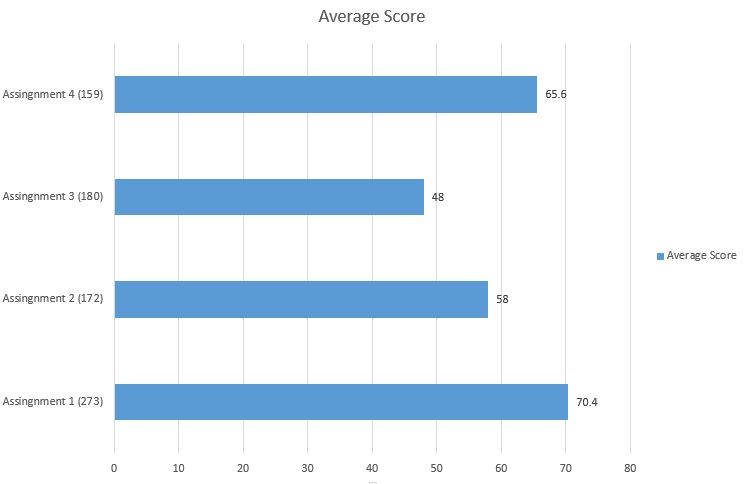 Average Score
Assingnment 4 (159)
65.6
Assingnment 3 (180)
48
Assingnment 2 (172)
58
Assingnment 1 (273)
70.4
0 10 20 30 40 50 60 70 80
Average Score